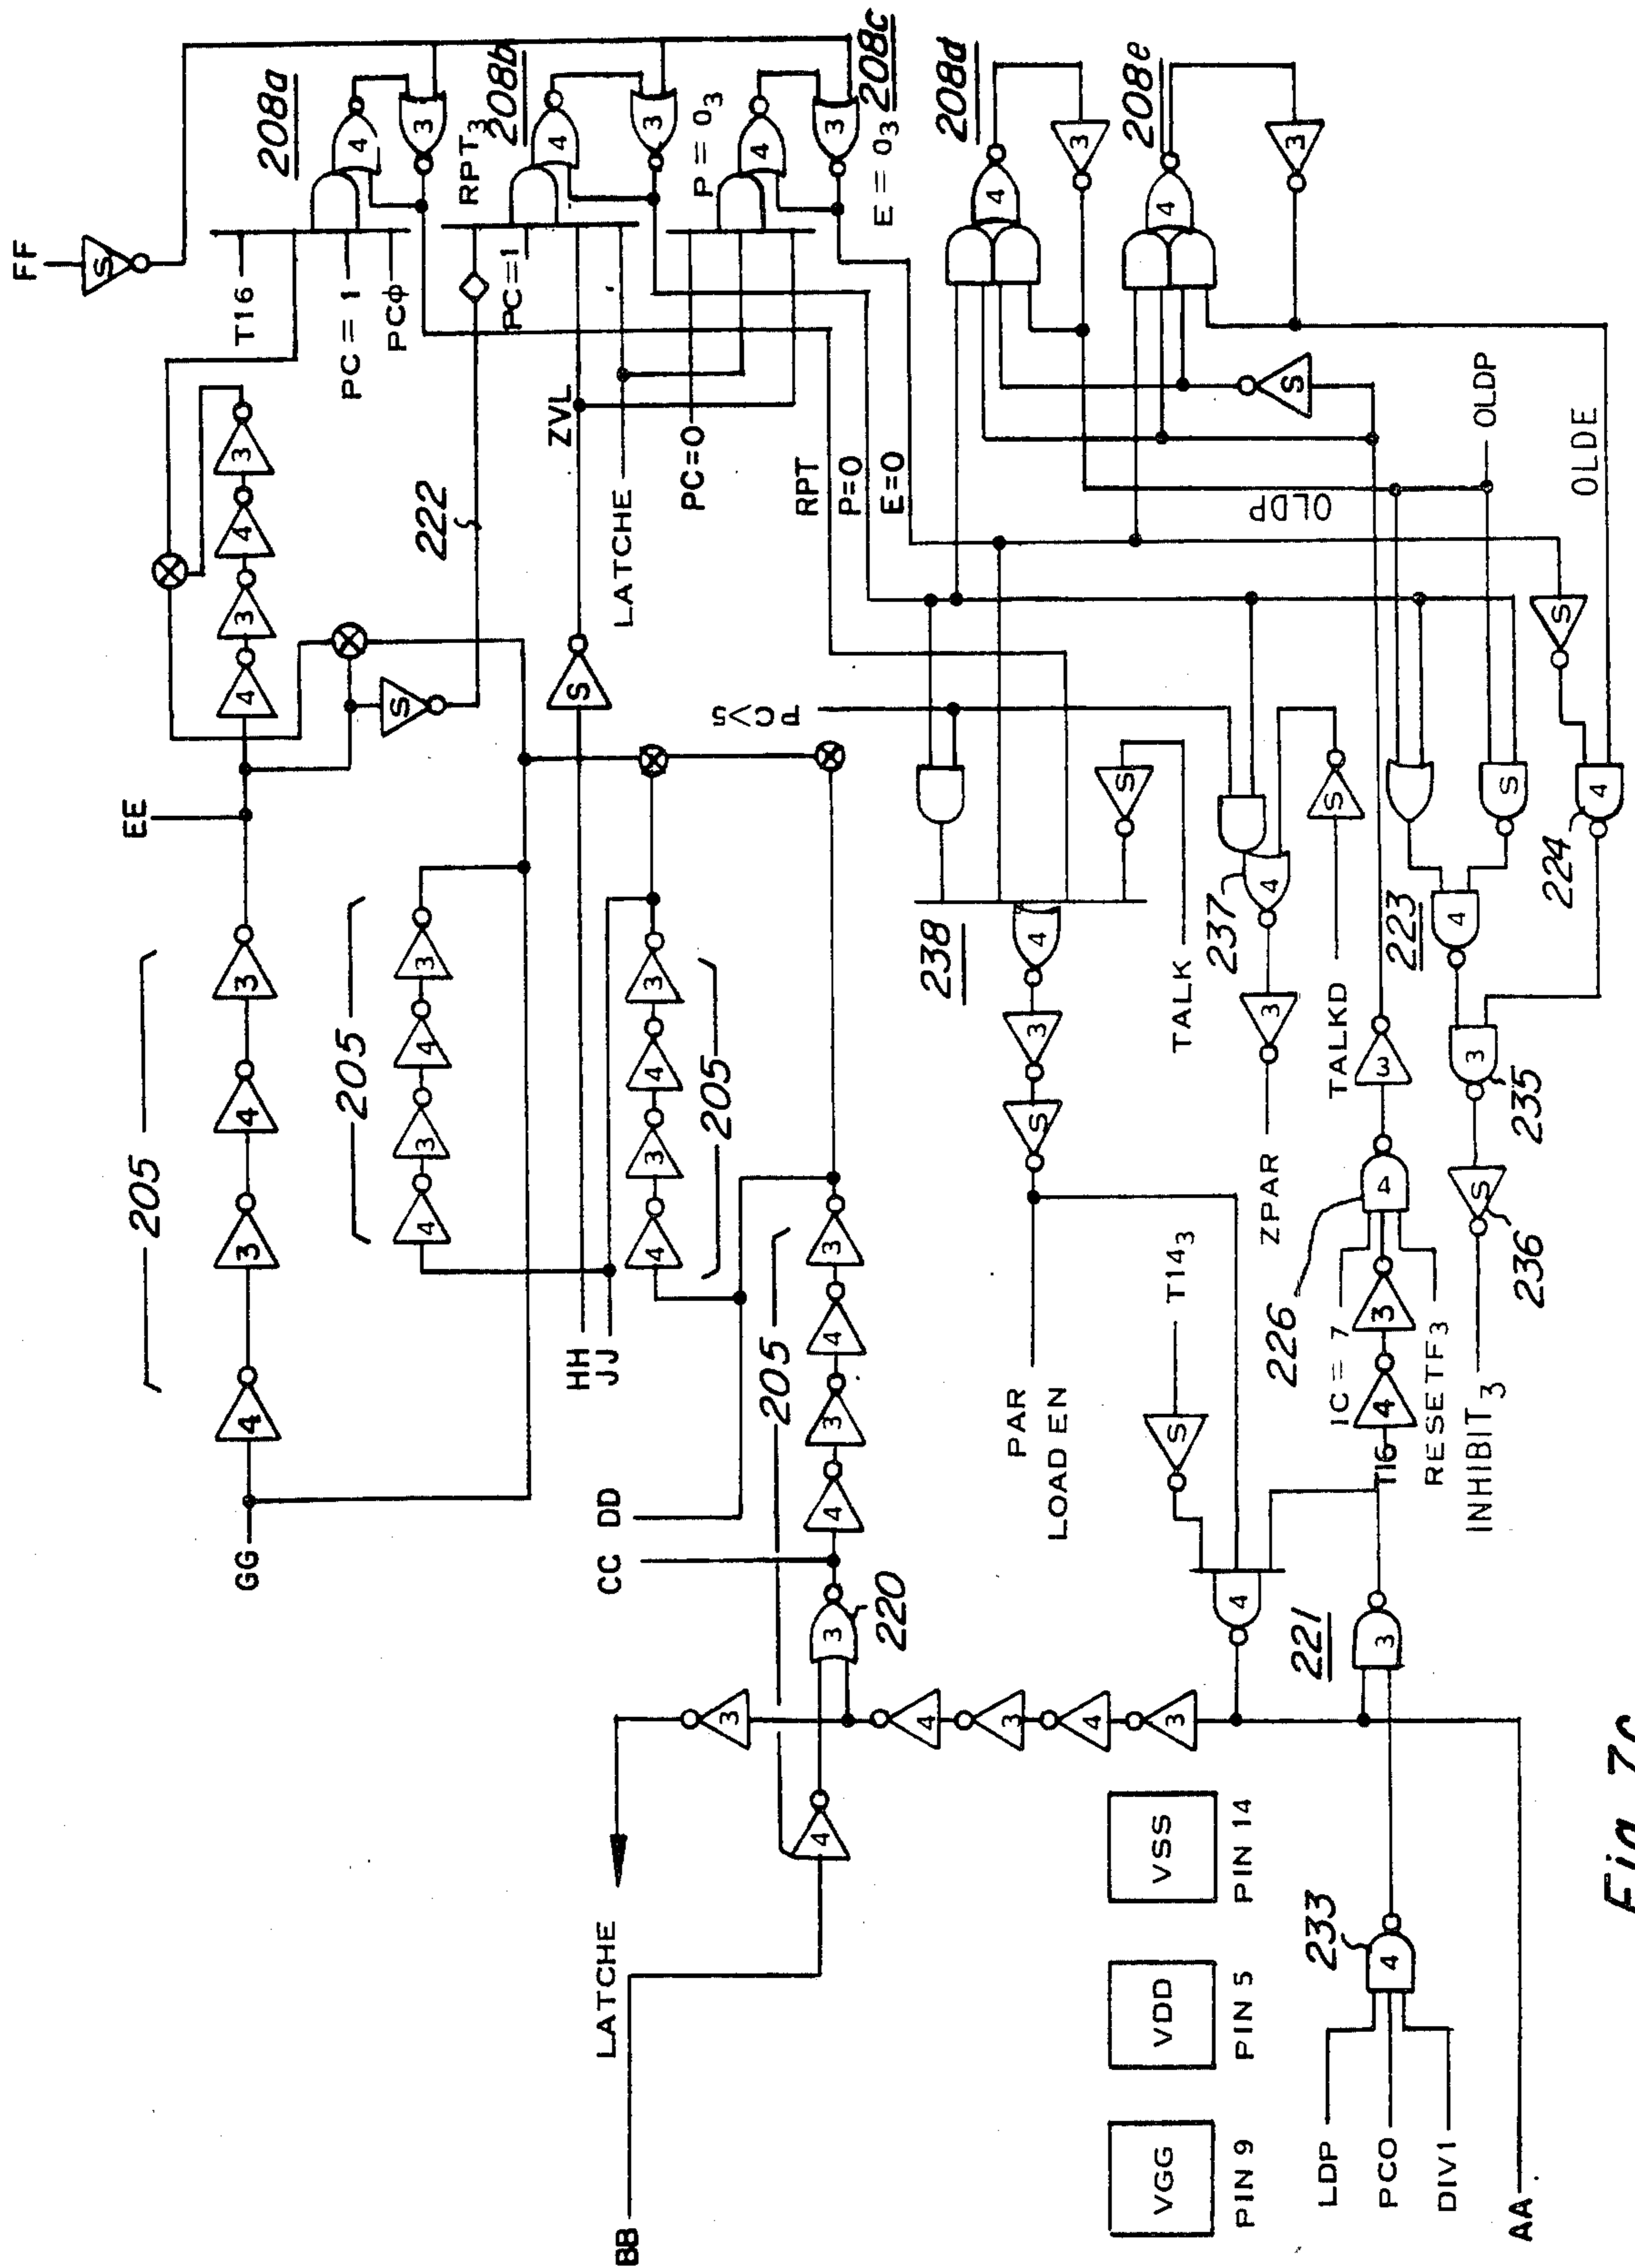 FF
T16
208a
PC = 1
PCϕ
RPT3
208b
PC=1
P = 03
208c
E = 03
208d
208e
EE
222
ZVL
LATCHE
PC=0
RPT
P=0
E=0
OLDP
OLDP
OLDE
205
205
205
205
PC>5
238
TALK
237
ZPAR
TALKD
223
224
235
236
GG
HH
JJ
DD
CC
220
PAR
LOAD EN
T143
226
IC = 7
T16
RESETF3
INHIBIT3
221
LATCHE
BB
VSS
PIN 14
VDD
PIN 5
VGG
PIN 9
233
LDP
PCO
DIV1
AA
Fig. 7c